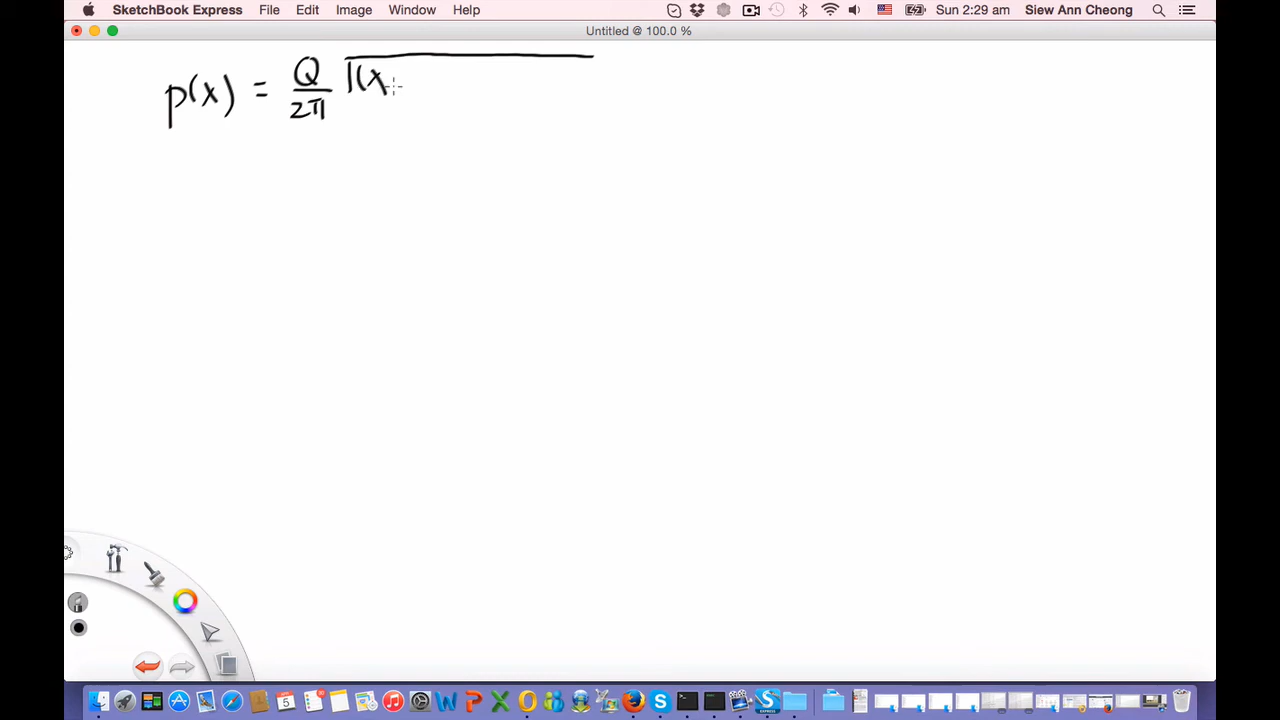 SketchBook Express File Edit Image Window Help Sun 2:29 am Siew Ann Cheong
Untitled @ 100.0 %
p(x) = Q/2π √(x